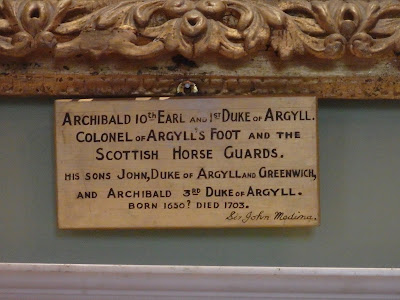 ARCHIBALD 10TH EARL AND 1ST DUKE OF ARGYLL.
COLONEL OF ARGYLL'S FOOT AND THE
SCOTTISH HORSE GUARDS.
HIS SONS JOHN, DUKE OF ARGYLL AND GREENWICH,
AND ARCHIBALD 3RD DUKE OF ARGYLL.
BORN 1650? DIED 1703.
Sir John Medina.